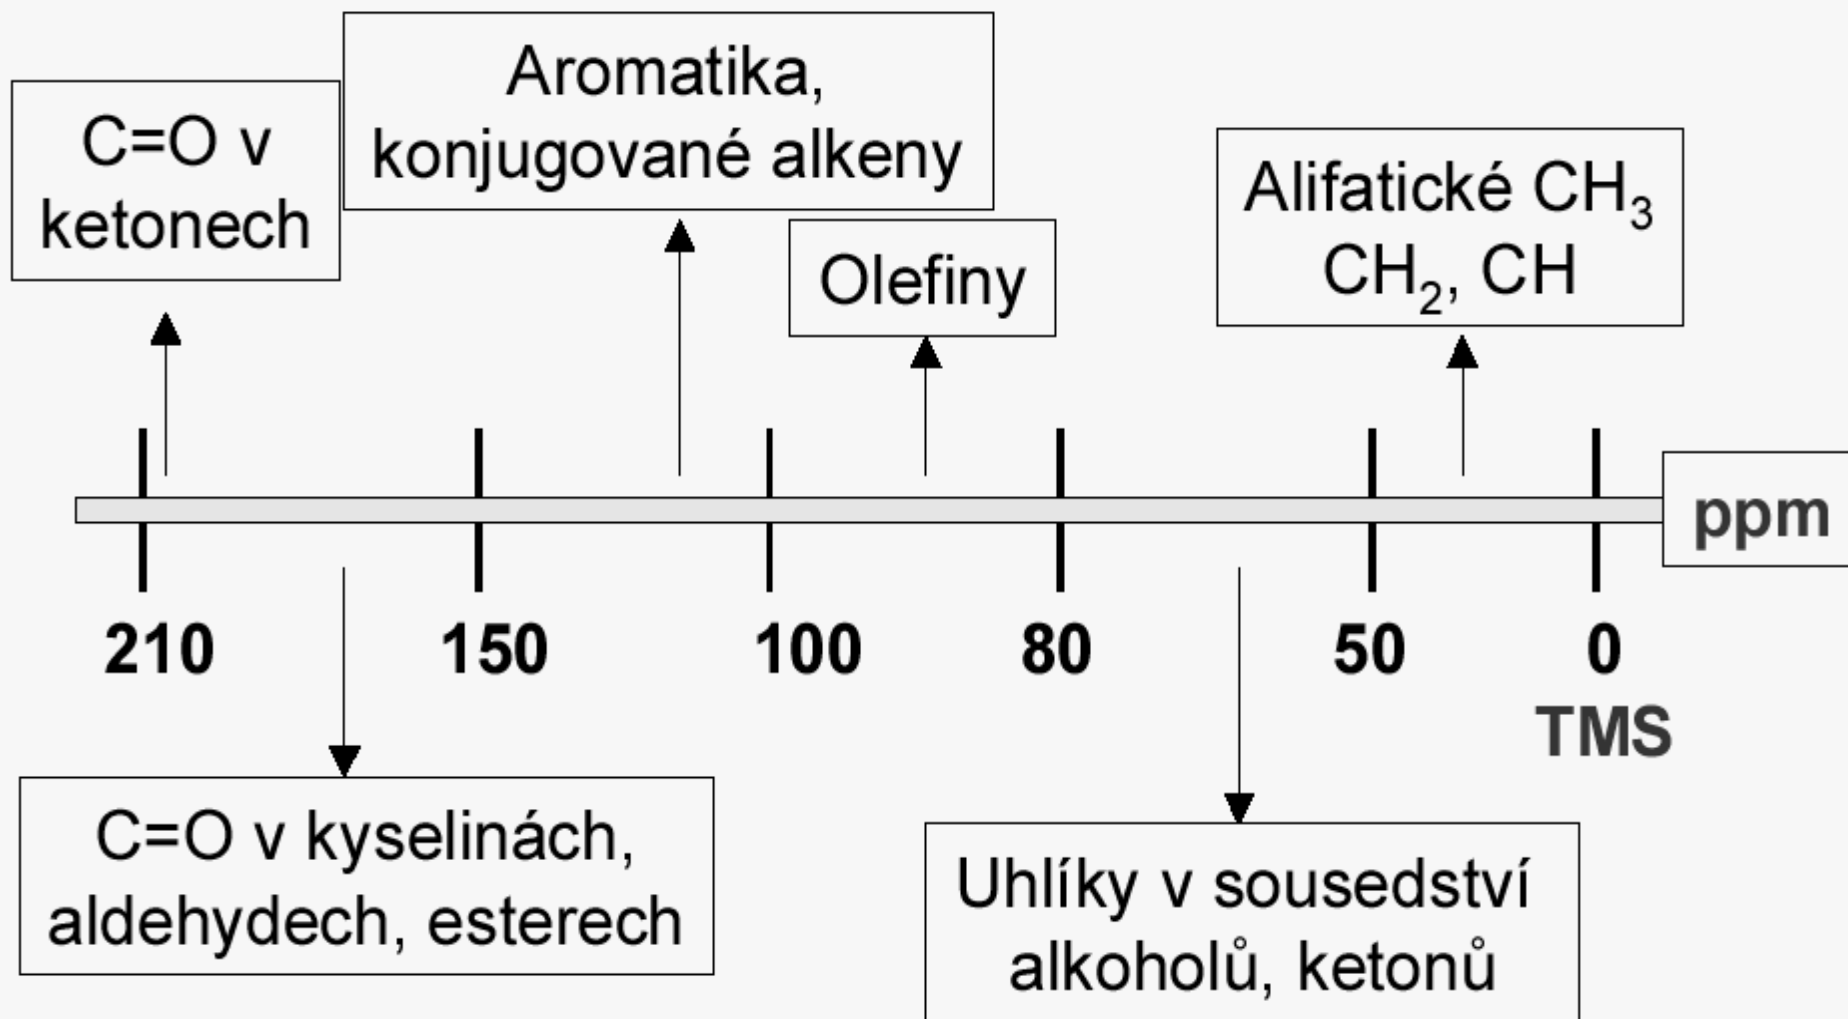 Aromatika,
konjugované alkeny
C=O v
ketonech
Alifatické CH₃
CH₂, CH
Olefiny
ppm
210 150 100 80 50 0
TMS
C=O v kyselinách,
aldehydech, esterech
Uhlíky v sousedství
alkoholů, ketonů